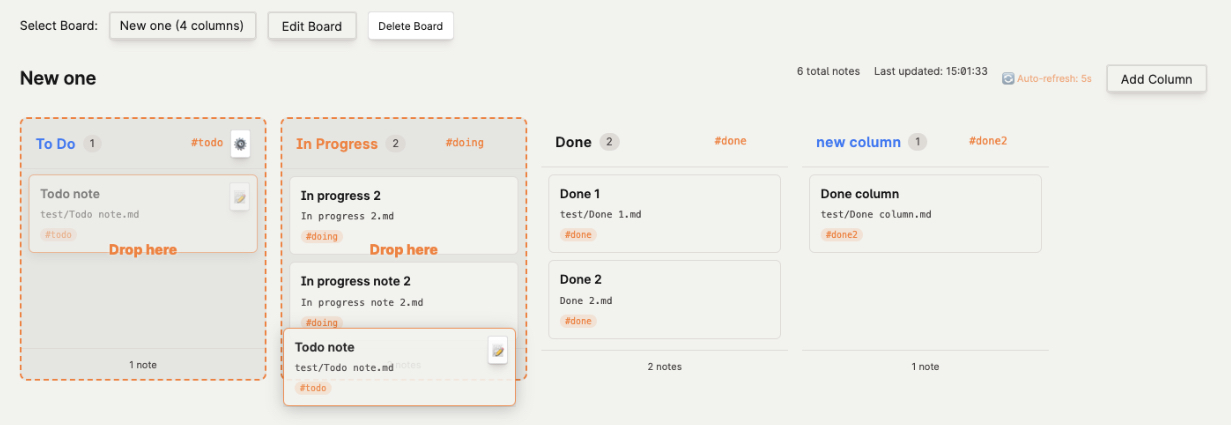 Select Board: New one (4 columns) Edit Board Delete Board
New one
6 total notes Last updated: 15:01:33 Auto-refresh: 5s Add Column
To Do 1 #todo
Todo note
test/Todo note.md
#todo
Drop here
1 note
In Progress 2 #doing
In progress 2
In progress 2.md
#doing
Drop here
In progress note 2
In progress note 2.md
#doing
Todo note
test/Todo note.md
#todo
notes
Done 2 #done
Done 1
test/Done 1.md
#done
Done 2
Done 2.md
#done
2 notes
new column 1 #done2
Done column
test/Done column.md
#done2
1 note